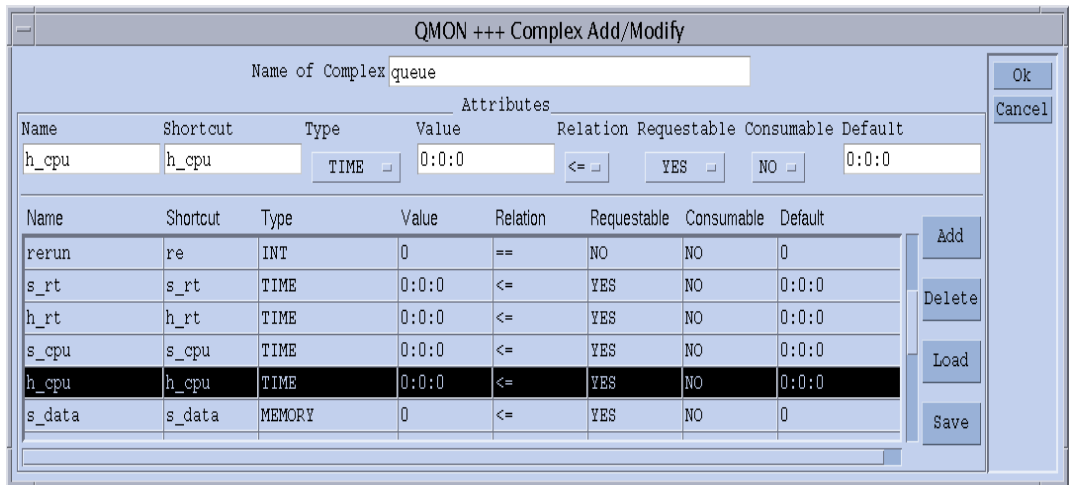 QMON +++ Complex Add/Modify
Name of Complex queue
Ok
Attributes
Cancel
Name Shortcut Type Value Relation Requestable Consumable Default
h_cpu h_cpu TIME 0:0:0 <= YES NO 0:0:0
Name Shortcut Type Value Relation Requestable Consumable Default
Add
rerun re INT 0 == NO NO 0
s_rt s_rt TIME 0:0:0 <= YES NO 0:0:0
Delete
h_rt h_rt TIME 0:0:0 <= YES NO 0:0:0
s_cpu s_cpu TIME 0:0:0 <= YES NO 0:0:0
Load
h_cpu h_cpu TIME 0:0:0 <= YES NO 0:0:0
s_data s_data MEMORY 0 <= YES NO 0
Save